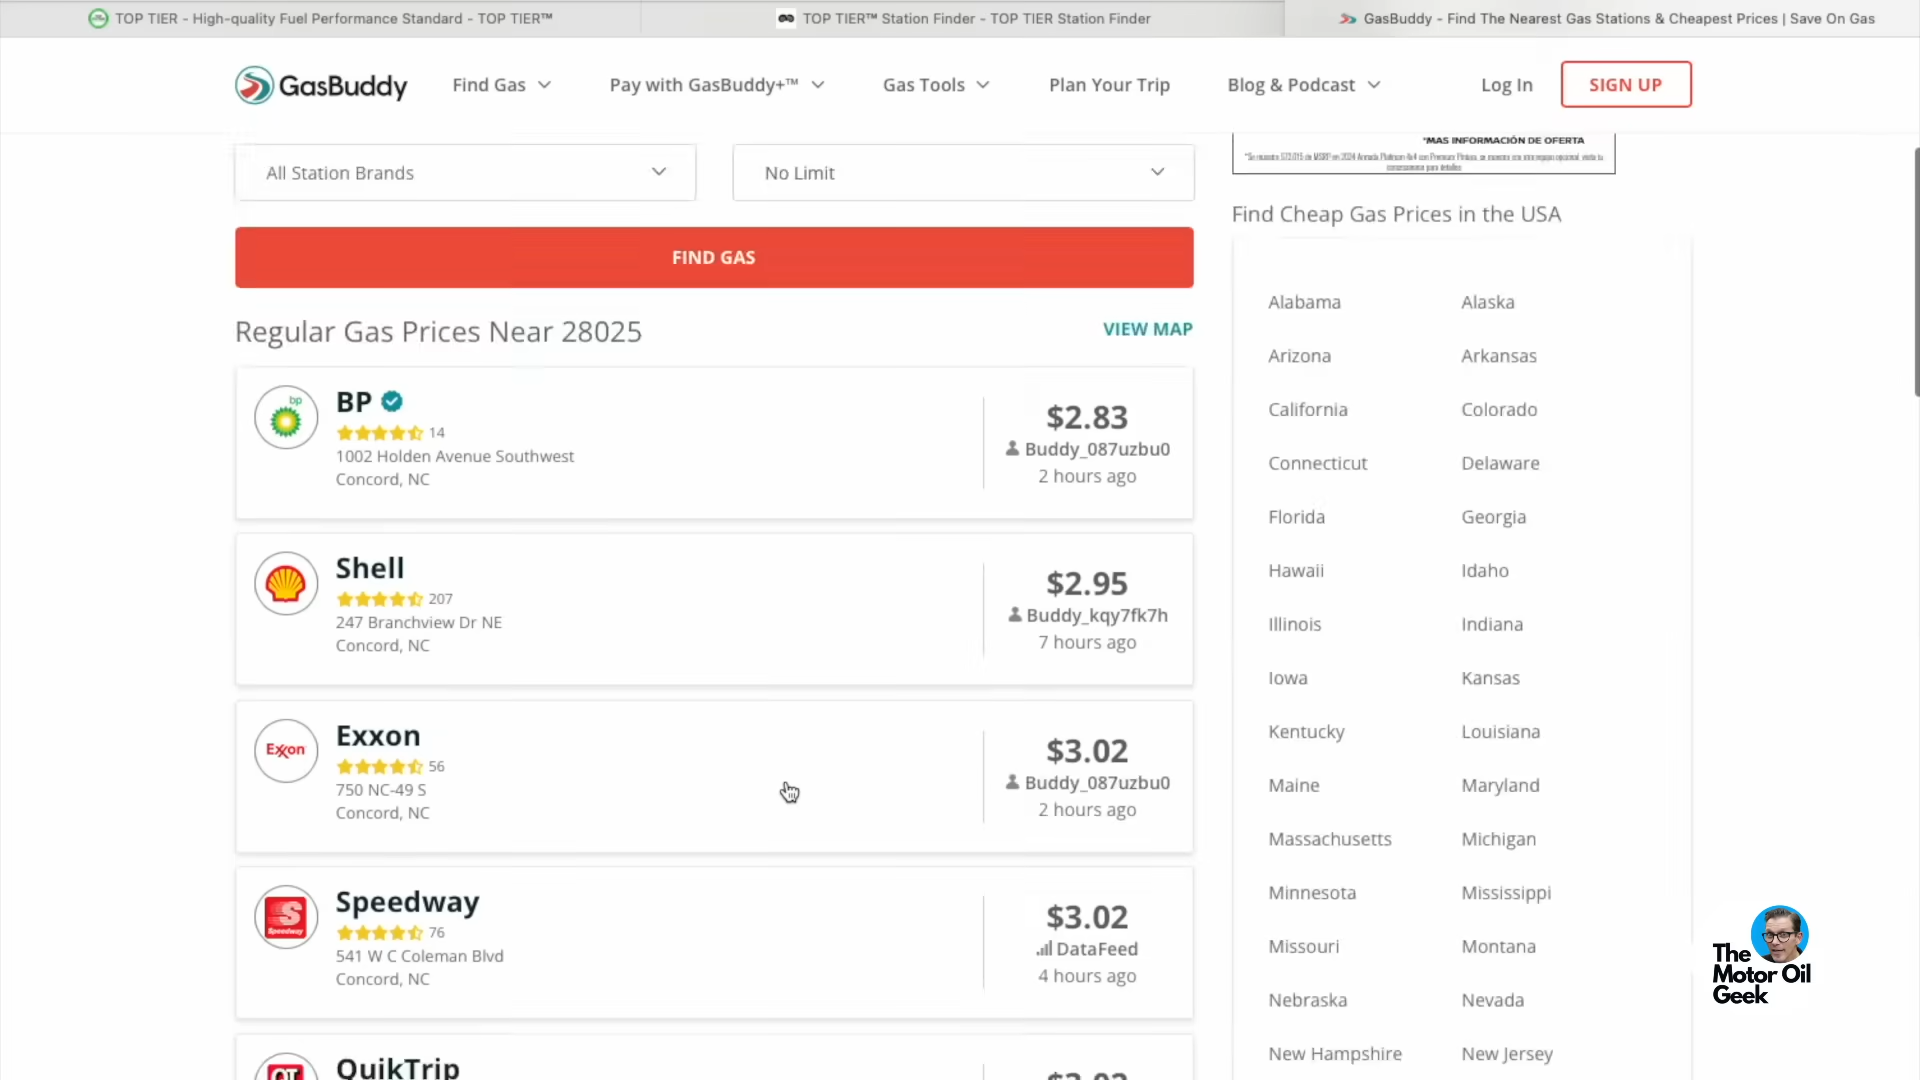 TOP TIER - High-quality Fuel Performance Standard - TOP TIER™
TOP TIER™ Station Finder - TOP TIER Station Finder
GasBuddy - Find The Nearest Gas Stations & Cheapest Prices | Save On Gas
GasBuddy
Find Gas
Pay with GasBuddy+™
Gas Tools
Plan Your Trip
Blog & Podcast
Log In
SIGN UP
All Station Brands
No Limit
FIND GAS
Regular Gas Prices Near 28025
VIEW MAP
bp
BP
14
1002 Holden Avenue Southwest
Concord, NC
$2.83
Buddy_087uzbu0
2 hours ago
Shell
207
247 Branchview Dr NE
Concord, NC
$2.95
Buddy_kqy7fk7h
7 hours ago
Exxon
Exxon
56
750 NC-49 S
Concord, NC
$3.02
Buddy_087uzbu0
2 hours ago
S
Speedway
Speedway
76
541 W C Coleman Blvd
Concord, NC
$3.02
DataFeed
4 hours ago
QT
QuikTrip
*MAS INFORMACIÓN DE OFERTA
Find Cheap Gas Prices in the USA
Alabama
Alaska
Arizona
Arkansas
California
Colorado
Connecticut
Delaware
Florida
Georgia
Hawaii
Idaho
Illinois
Indiana
Iowa
Kansas
Kentucky
Louisiana
Maine
Maryland
Massachusetts
Michigan
Minnesota
Mississippi
Missouri
Montana
Nebraska
Nevada
New Hampshire
New Jersey
The
Motor Oil
Geek